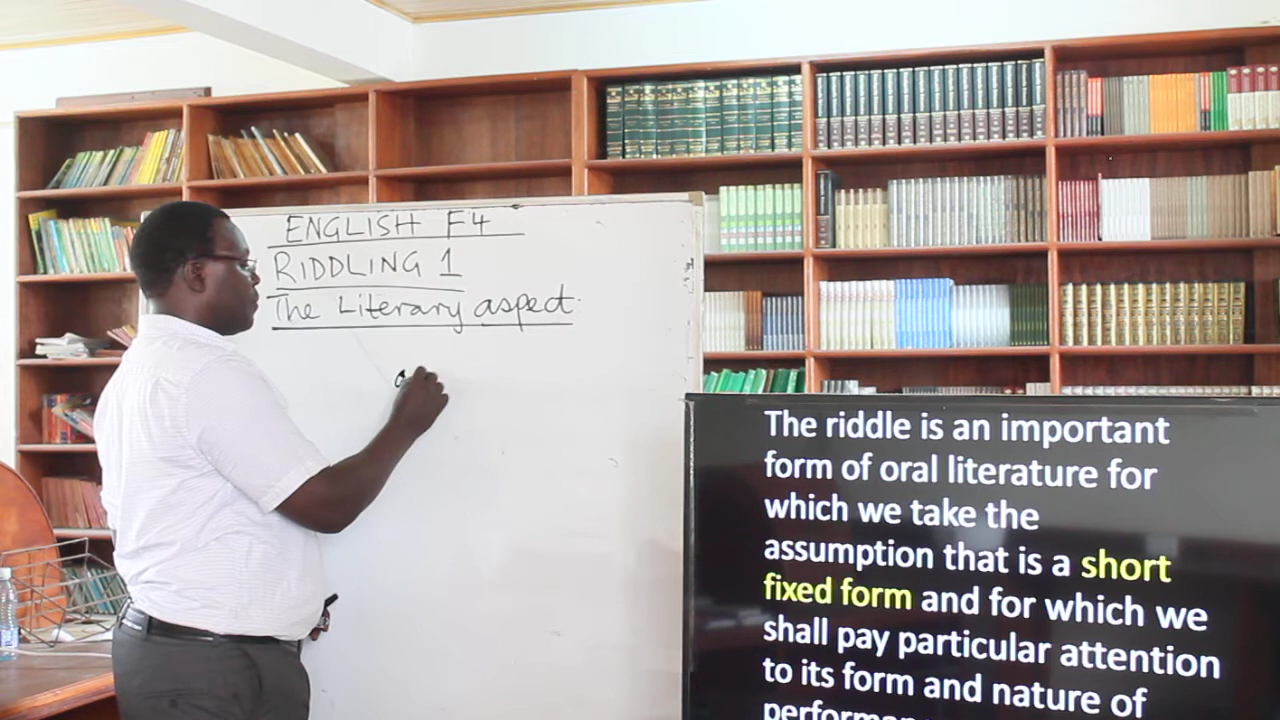 ENGLISH F4
RIDDLING 1
The Literary aspect
The riddle is an important
form of oral literature for
which we take the
assumption that is a short
fixed form and for which we
shall pay particular attention
to its form and nature of